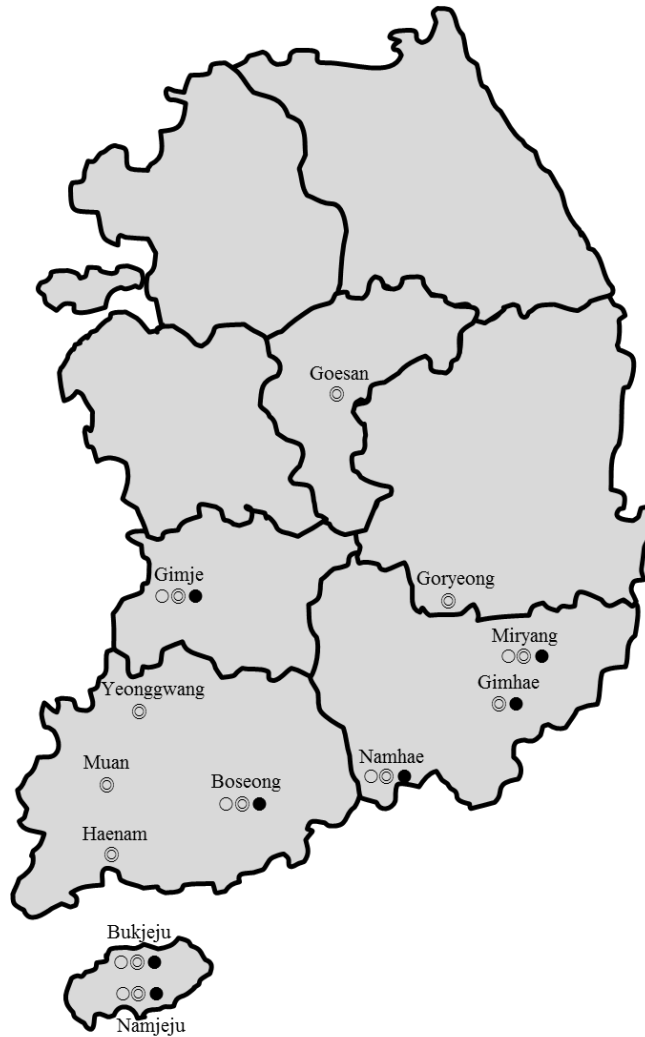 Goesan
Gimje
Goryeong
Miryang
Gimhae
Yeonggwang
Namhae
Muan
Boseong
Haenam
Bukjeju
Namjeju